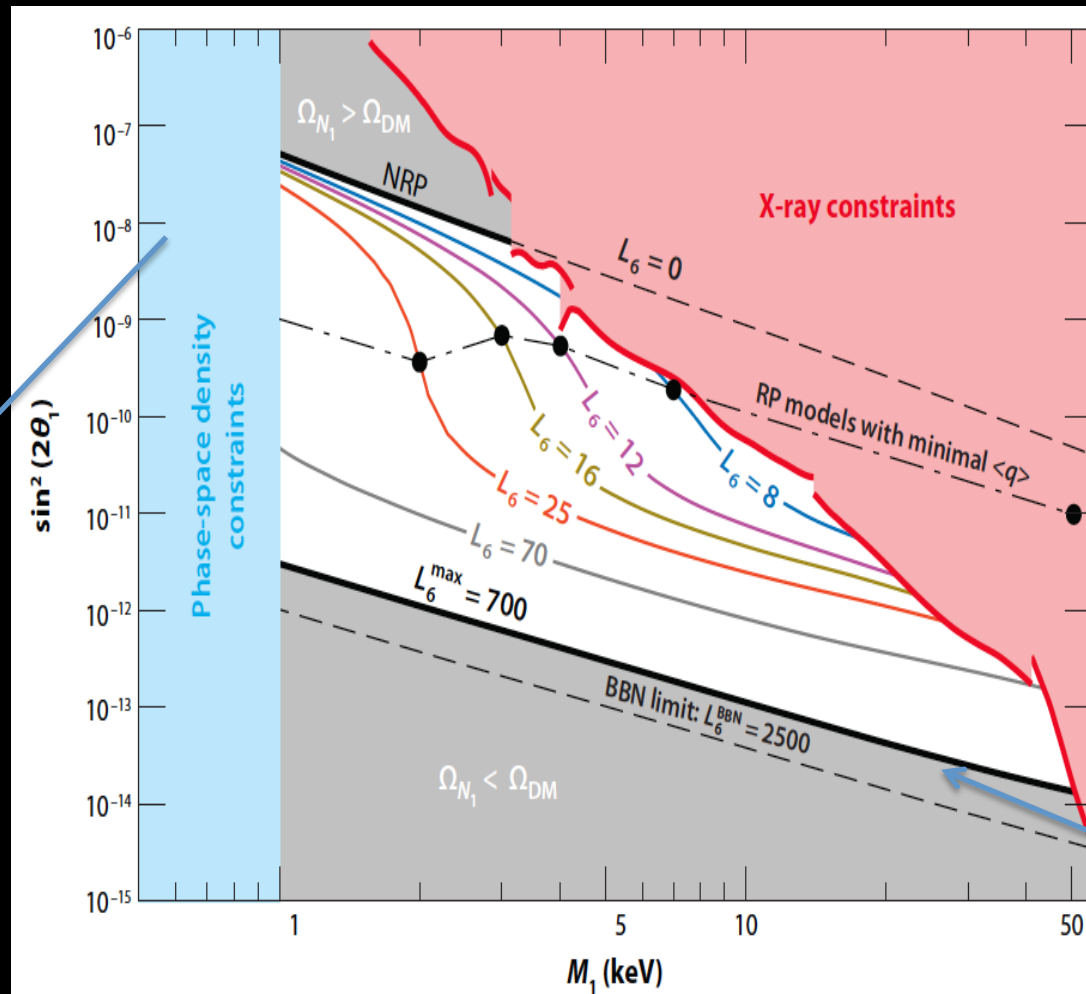 10⁻⁶
10⁻⁷
10⁻⁸
10⁻⁹
10⁻¹⁰
10⁻¹¹
10⁻¹²
10⁻¹³
10⁻¹⁴
10⁻¹⁵
sin² (2θ₁)
Phase-space density
constraints
Ω_N₁ > Ω_DM
NRP
X-ray constraints
L₆ = 0
RP models with minimal <q>
L₆ = 8
L₆ = 12
L₆ = 16
L₆ = 25
L₆ = 70
L₆^max = 700
BBN limit: L₆^BBN = 2500
Ω_N₁ < Ω_DM
1
5
10
50
M₁ (keV)